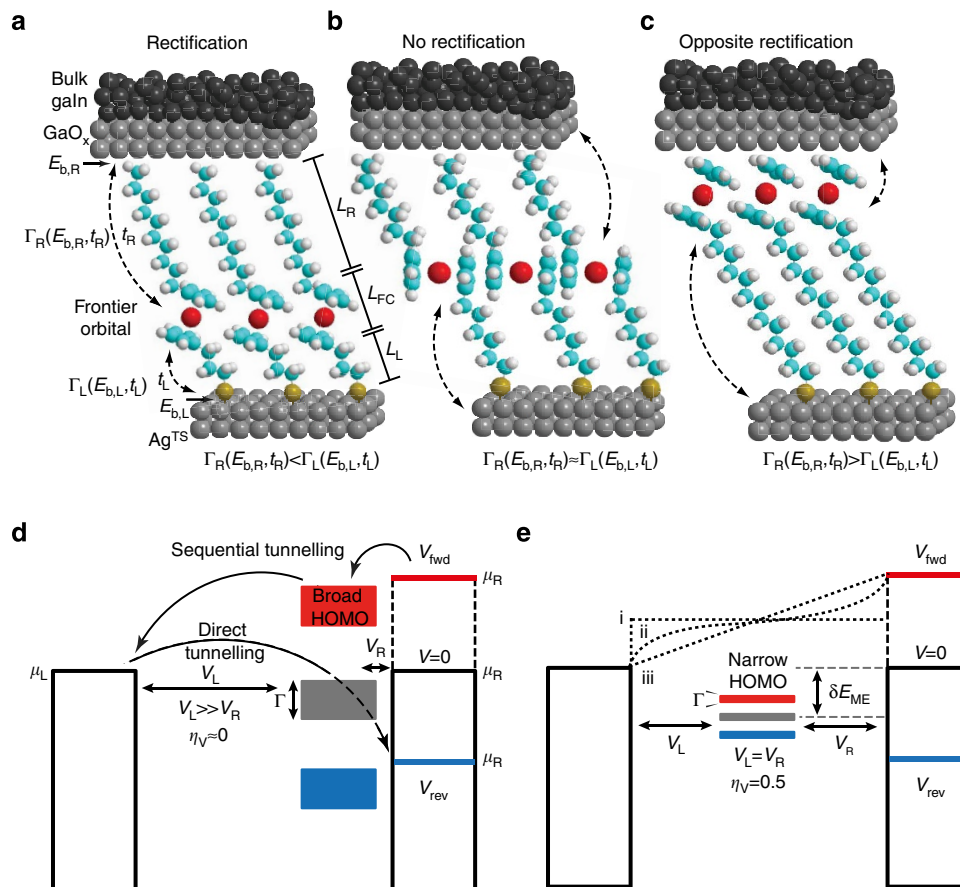 a
Rectification
Bulk
gaIn
GaOx
Eb,R
ΓR(Eb,R,tR)
tR
LR
LFC
LL
Frontier
orbital
ΓL(Eb,L,tL)
tL
Eb,L
AgTS
ΓR(Eb,R,tR)<ΓL(Eb,L,tL)
b
No rectification
ΓR(Eb,R,tR)≈ΓL(Eb,L,tL)
c
Opposite rectification
ΓR(Eb,R,tR)>ΓL(Eb,L,tL)
d
Sequential tunnelling
Vfwd
μR
Broad
HOMO
Direct
tunnelling
VR
V=0
μL
μR
VL
Γ
VL≫VR
ηV≈0
μR
Vrev
e
Vfwd
i
ii
iii
V=0
Narrow
HOMO
Γ
δEME
VL
VR
VL=VR
ηV=0.5
Vrev